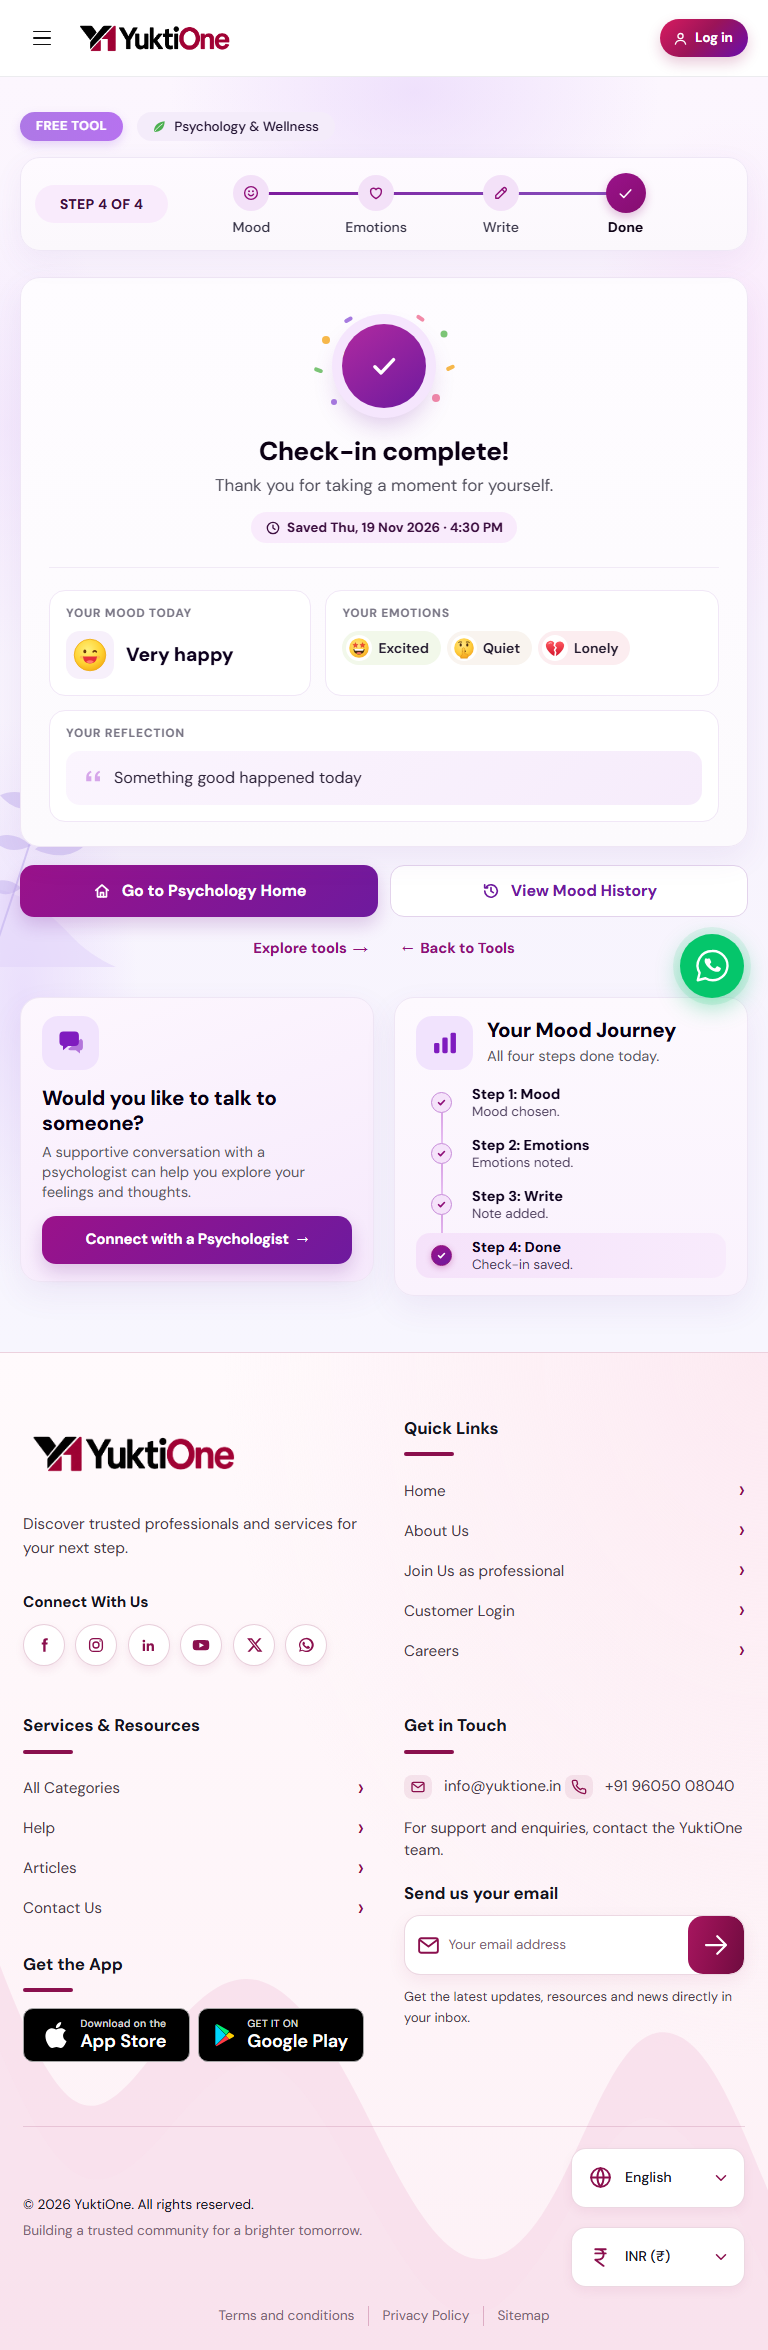 YuktiOne
Log in
FREE TOOL
Psychology & Wellness
STEP 4 OF 4
Mood
Emotions
Write
Done
Check-in complete!
Thank you for taking a moment for yourself.
Saved Thu, 19 Nov 2026 · 4:30 PM
YOUR MOOD TODAY
Very happy
YOUR EMOTIONS
Excited
Quiet
Lonely
YOUR REFLECTION
“ Something good happened today
Go to Psychology Home
View Mood History
Explore tools →
← Back to Tools
Would you like to talk to
someone?
A supportive conversation with a
psychologist can help you explore your
feelings and thoughts.
Connect with a Psychologist →
Your Mood Journey
All four steps done today.
Step 1: Mood
Mood chosen.
Step 2: Emotions
Emotions noted.
Step 3: Write
Note added.
Step 4: Done
Check-in saved.
YuktiOne
Discover trusted professionals and services for
your next step.
Connect With Us
Quick Links
Home ›
About Us ›
Join Us as professional ›
Customer Login ›
Careers ›
Services & Resources
All Categories ›
Help ›
Articles ›
Contact Us ›
Get the App
Download on the
App Store
GET IT ON
Google Play
Get in Touch
info@yuktione.in
+91 96050 08040
For support and enquiries, contact the YuktiOne
team.
Send us your email
Your email address
Get the latest updates, resources and news directly in
your inbox.
© 2026 YuktiOne. All rights reserved.
Building a trusted community for a brighter tomorrow.
English
₹ INR (₹)
Terms and conditions
Privacy Policy
Sitemap